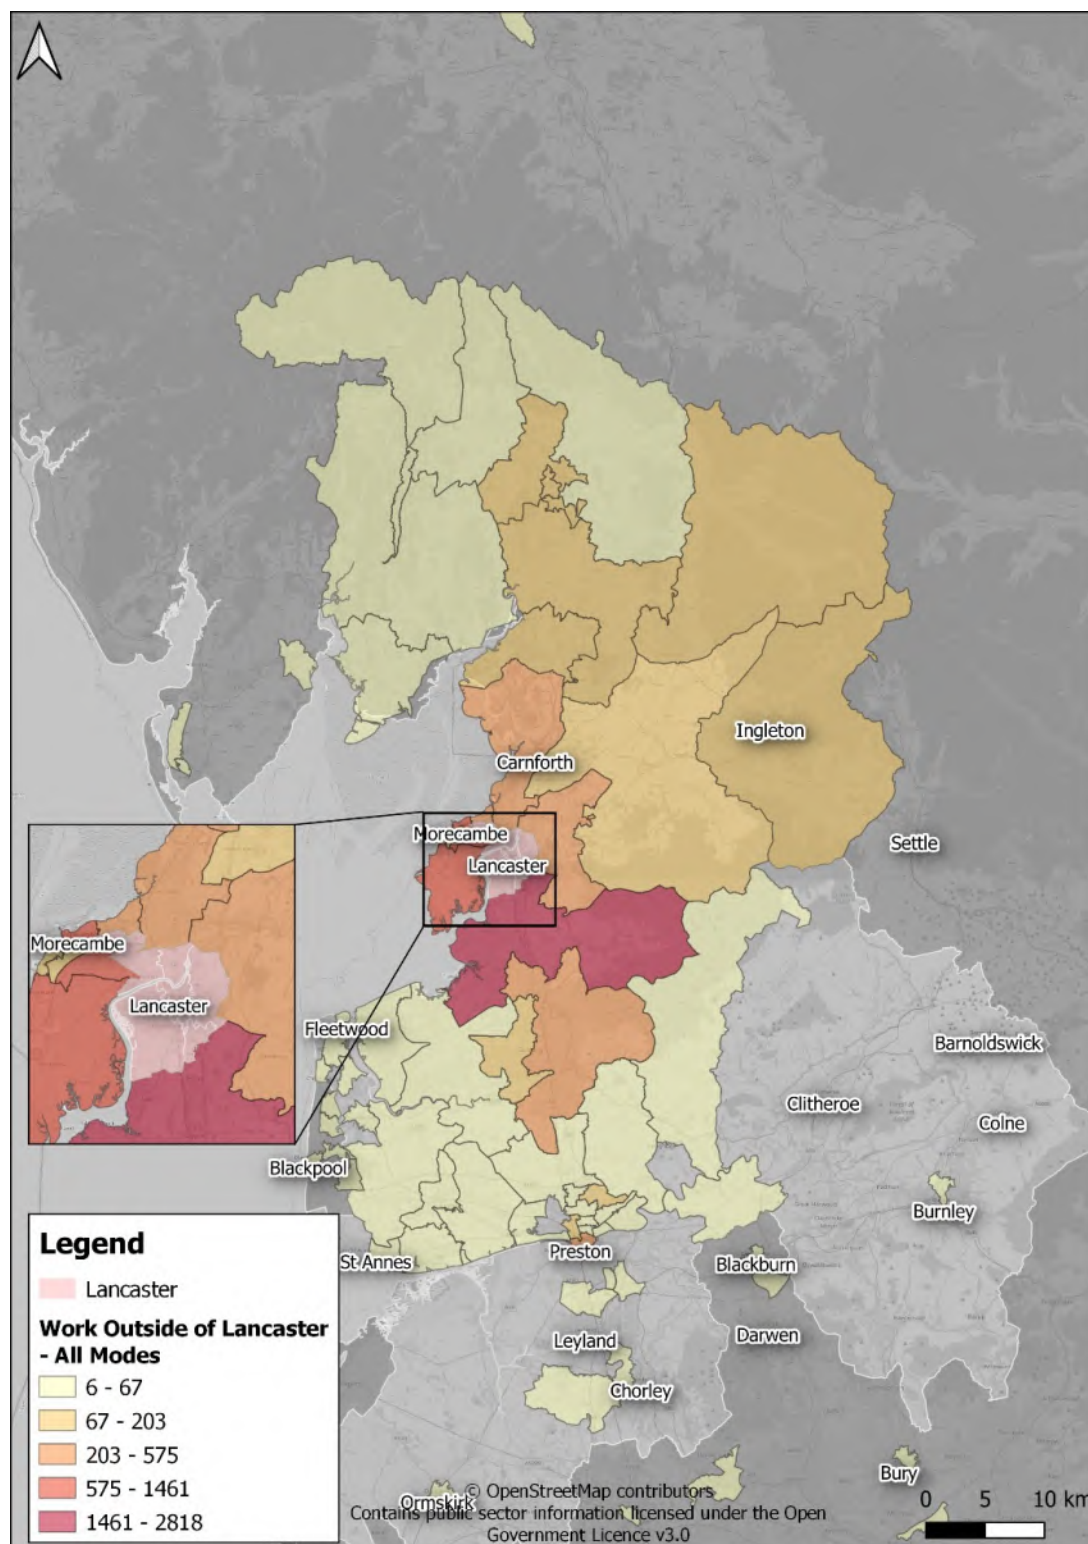 Ingleton
Carnforth
Settle
Morecambe
Lancaster
Morecambe
Lancaster
Fleetwood
Barnoldswick
Clitheroe
Colne
Blackpool
Burnley
Preston
St Annes
Blackburn
Leyland
Darwen
Chorley
Bury
Ormskirk
Legend
Lancaster
Work Outside of Lancaster
- All Modes
6 - 67
67 - 203
203 - 575
575 - 1461
1461 - 2818
© OpenStreetMap contributors
Contains public sector information licensed under the Open
Government Licence v3.0
0 5 10 km